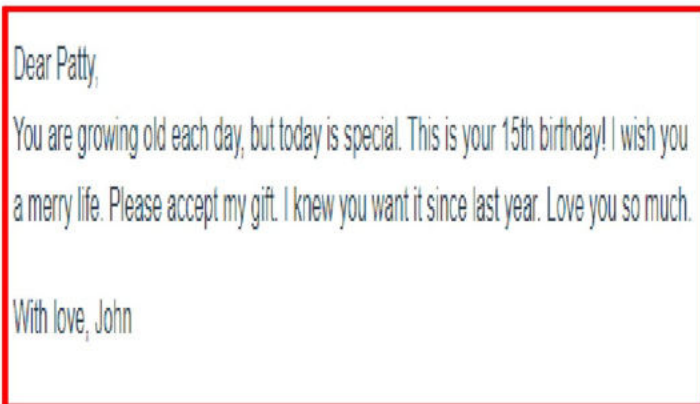 Dear Patty,
You are growing old each day, but today is special. This is your 15th birthday! I wish you
a merry life. Please accept my gift. I knew you want it since last year. Love you so much.
With love, John